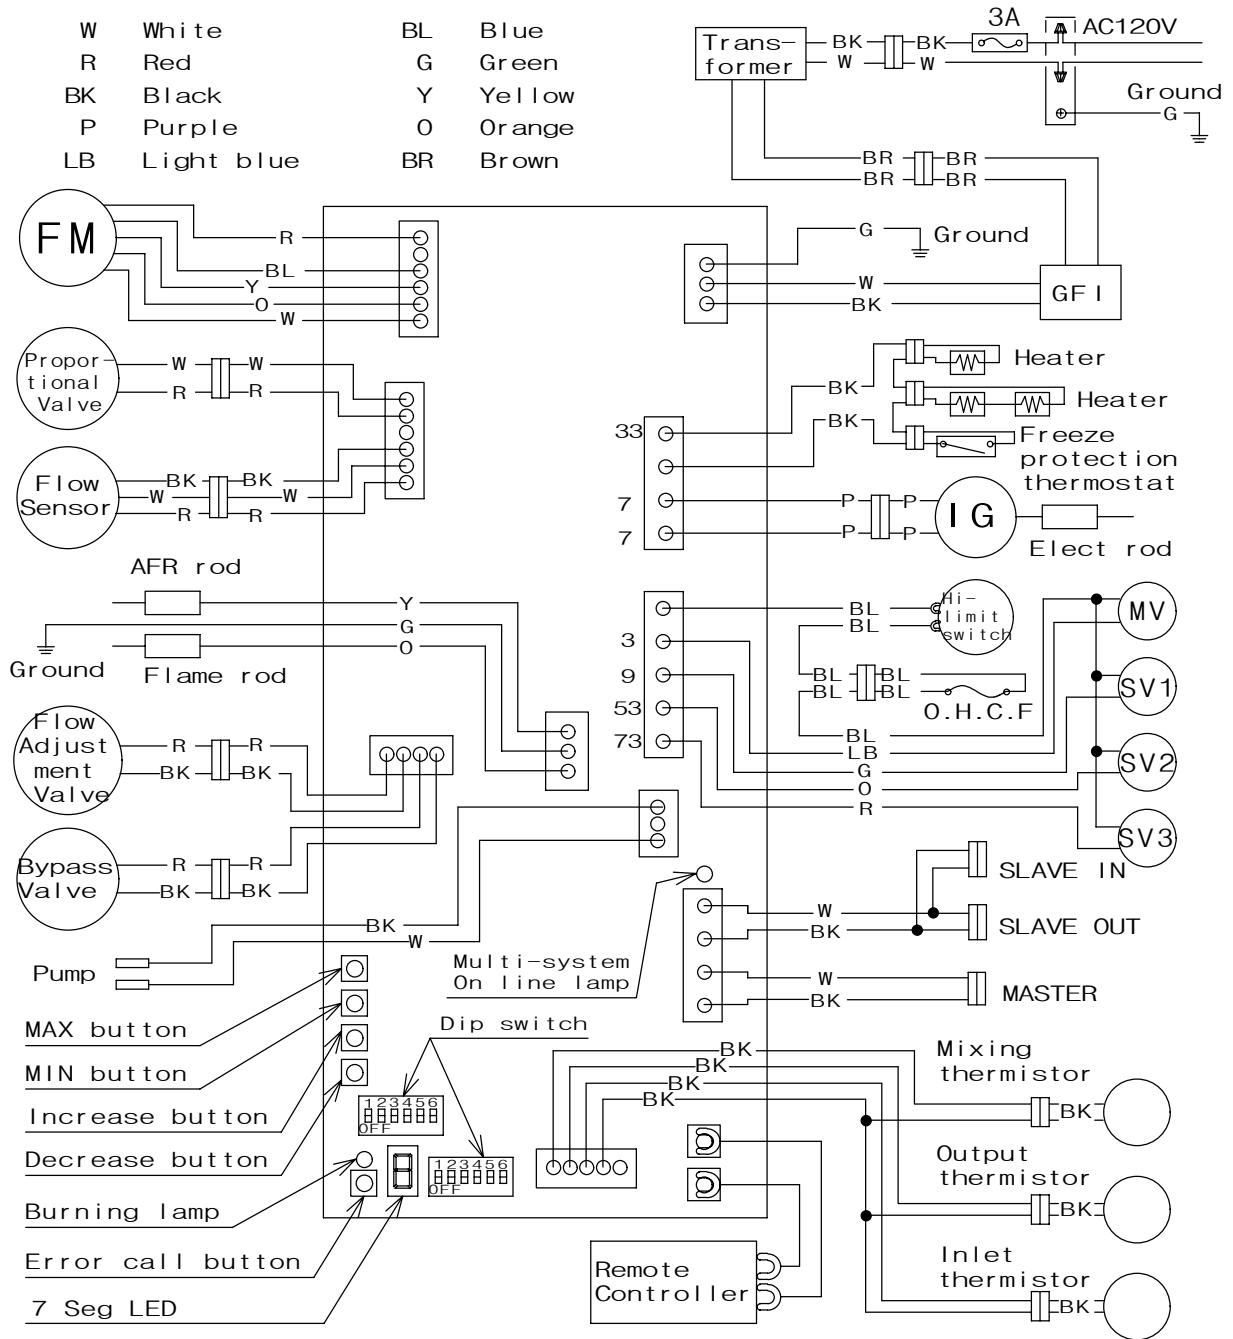 W White BL Blue
R Red G Green
BK Black Y Yellow
P Purple O Orange
LB Light blue BR Brown
3A
AC120V
Trans-
former
BK BK
W W
Ground
G
BR BR
BR BR
FM
R
BL
Y
O
W
G Ground
W
BK
GFI
Propor-
tional
Valve
W W
R R
BK
Heater
Heater
BK
Freeze
protection
thermostat
33
7
7
Flow
Sensor
BK BK
W W
R R
P P
P P
IG
Elect rod
AFR rod
Y
G
O
Ground
Flame rod
3
9
53
73
BL
BL
Hi-
limit
switch
MV
BL BL
BL BL
O.H.C.F
SV1
BL
LB
G
O
R
SV2
SV3
Flow
Adjust
ment
Valve
R R
BK BK
Bypass
Valve
R R
BK BK
SLAVE IN
W
BK
SLAVE OUT
W
BK
MASTER
BK
W
Pump
Multi-system
On line lamp
MAX button
MIN button
Increase button
Decrease button
Burning lamp
Error call button
7 Seg LED
Dip switch
123456
OFF
123456
OFF
BK
BK
BK
BK
Mixing
thermistor
BK
Output
thermistor
BK
Inlet
thermistor
BK
Remote
Controller